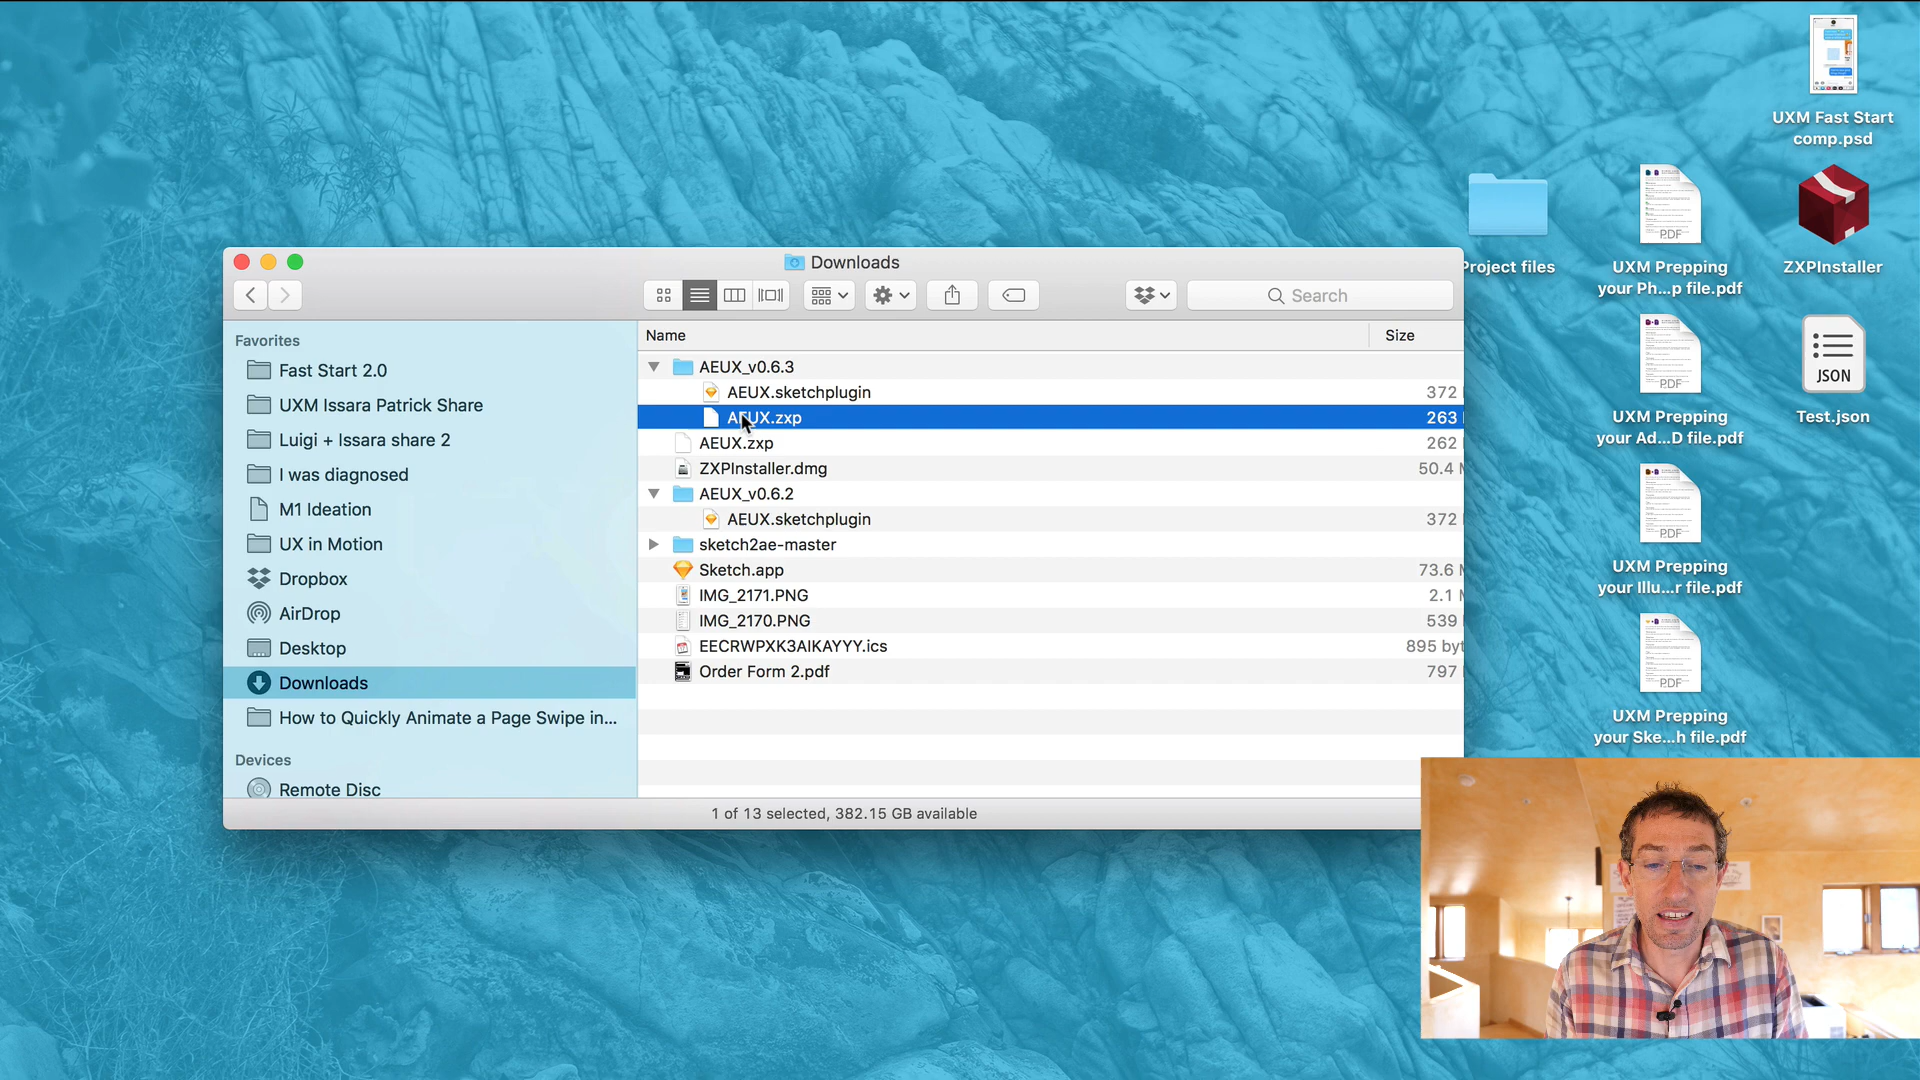 UXM Fast Start
comp.psd
Project files
UXM Prepping
your Ph...p file.pdf
PDF
ZXPInstaller
UXM Prepping
your Ad...D file.pdf
PDF
JSON
Test.json
UXM Prepping
your Illu...r file.pdf
PDF
UXM Prepping
your Ske...h file.pdf
PDF
Downloads
Search
Favorites
Fast Start 2.0
UXM Issara Patrick Share
Luigi + Issara share 2
I was diagnosed
M1 Ideation
UX in Motion
Dropbox
AirDrop
Desktop
Downloads
How to Quickly Animate a Page Swipe in...
Devices
Remote Disc
Name
Size
AEUX_v0.6.3
AEUX.sketchplugin
372
AEUX.zxp
263
AEUX.zxp
262
ZXPInstaller.dmg
50.4
AEUX_v0.6.2
AEUX.sketchplugin
372
sketch2ae-master
Sketch.app
73.6
IMG_2171.PNG
2.1
IMG_2170.PNG
539
EECRWPXK3AIKAYYY.ics
895 byt
Order Form 2.pdf
797
1 of 13 selected, 382.15 GB available